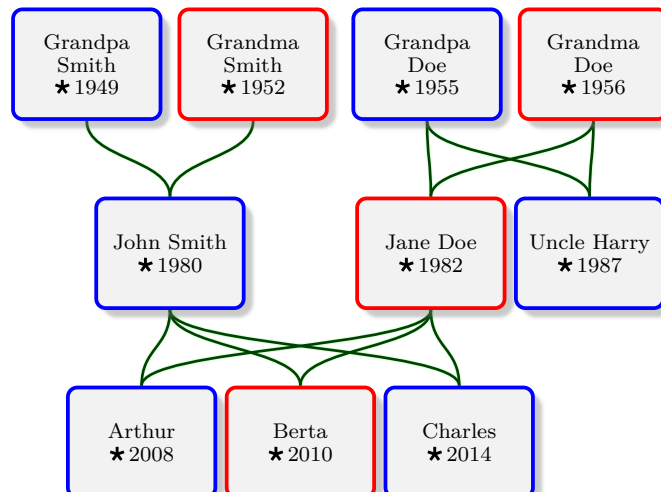 Grandpa
Smith
★1949
Grandma
Smith
★1952
Grandpa
Doe
★1955
Grandma
Doe
★1956
John Smith
★1980
Jane Doe
★1982
Uncle Harry
★1987
Arthur
★2008
Berta
★2010
Charles
★2014